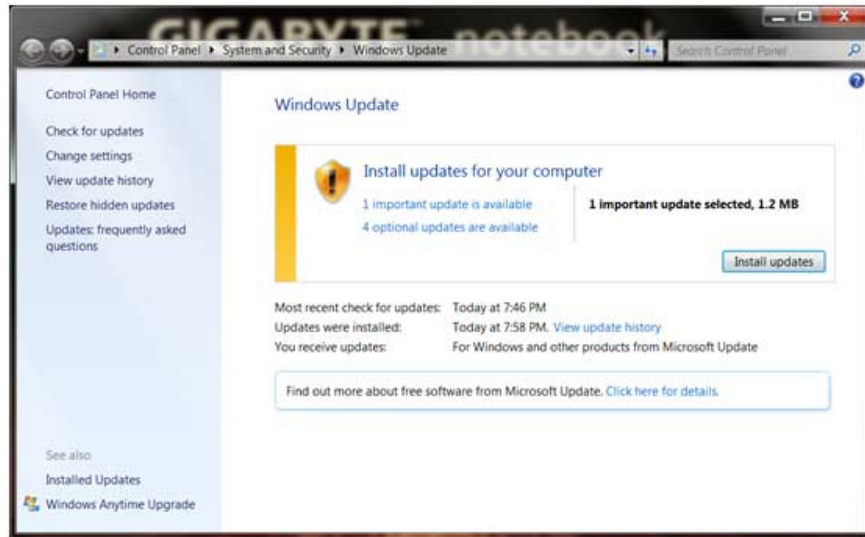 GIGABYTE notebook
Control Panel ▸ System and Security ▸ Windows Update
Search Control Panel
Control Panel Home
Check for updates
Change settings
View update history
Restore hidden updates
Updates: frequently asked
questions
Windows Update
Install updates for your computer
1 important update is available
1 important update selected, 1.2 MB
4 optional updates are available
Install updates
Most recent check for updates: Today at 7:46 PM
Updates were installed: Today at 7:58 PM. View update history
You receive updates: For Windows and other products from Microsoft Update
Find out more about free software from Microsoft Update. Click here for details.
See also
Installed Updates
Windows Anytime Upgrade